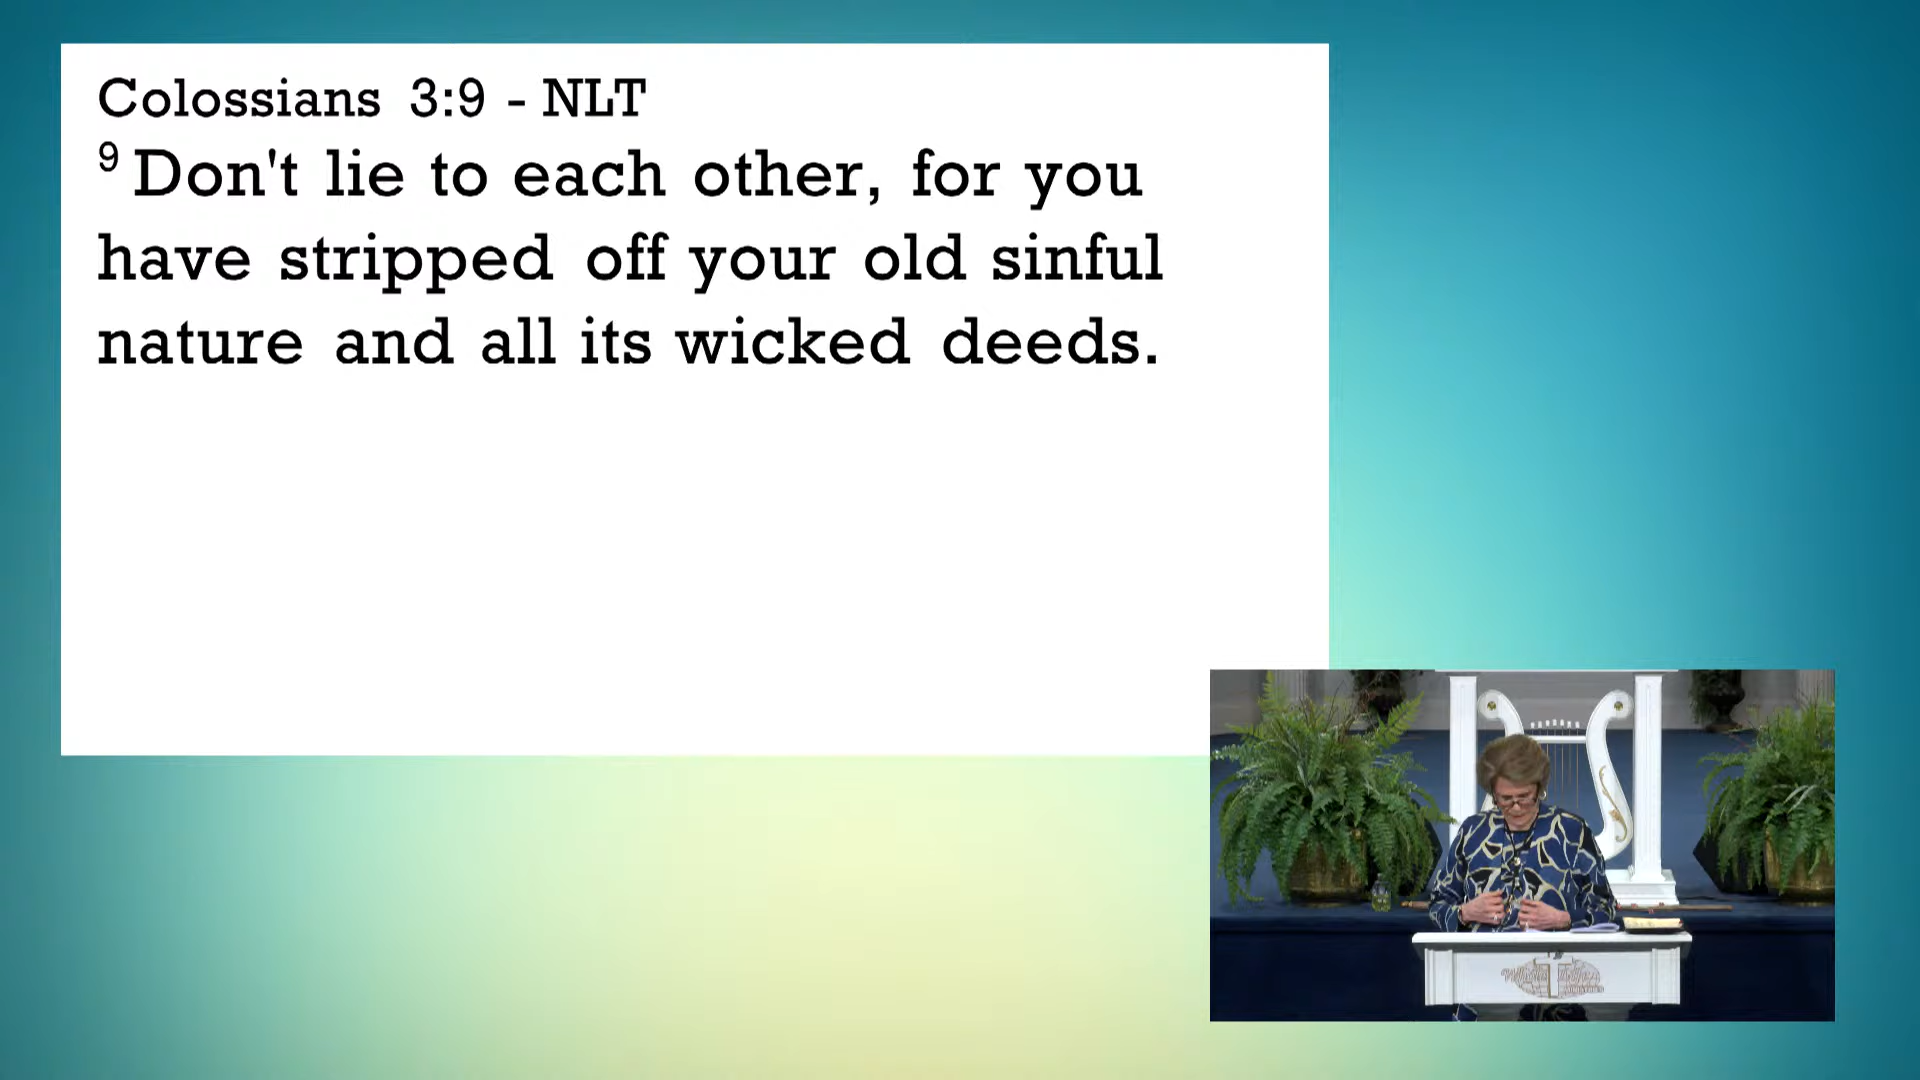 Colossians 3:9 - NLT
9 Don't lie to each other, for you
have stripped off your old sinful
nature and all its wicked deeds.